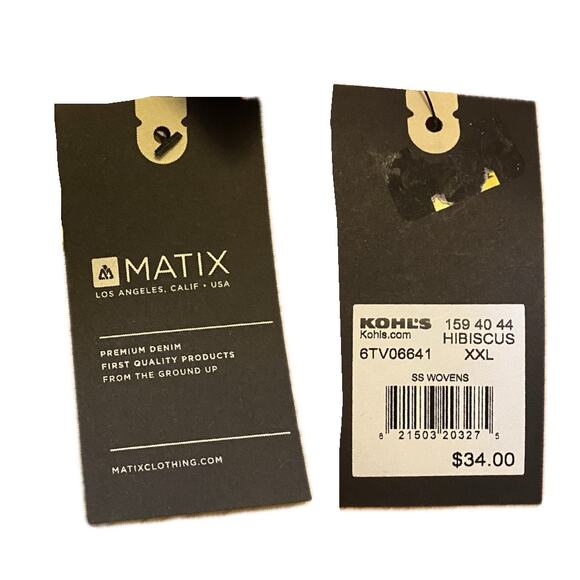 MATIX
LOS ANGELES, CALIF • USA
PREMIUM DENIM
FIRST QUALITY PRODUCTS
FROM THE GROUND UP
MATIXCLOTHING.COM
KOHL'S 159 40 44
Kohls.com HIBISCUS
6TV06641 XXL
SS WOVENS
6 21503 20327 5
$34.00